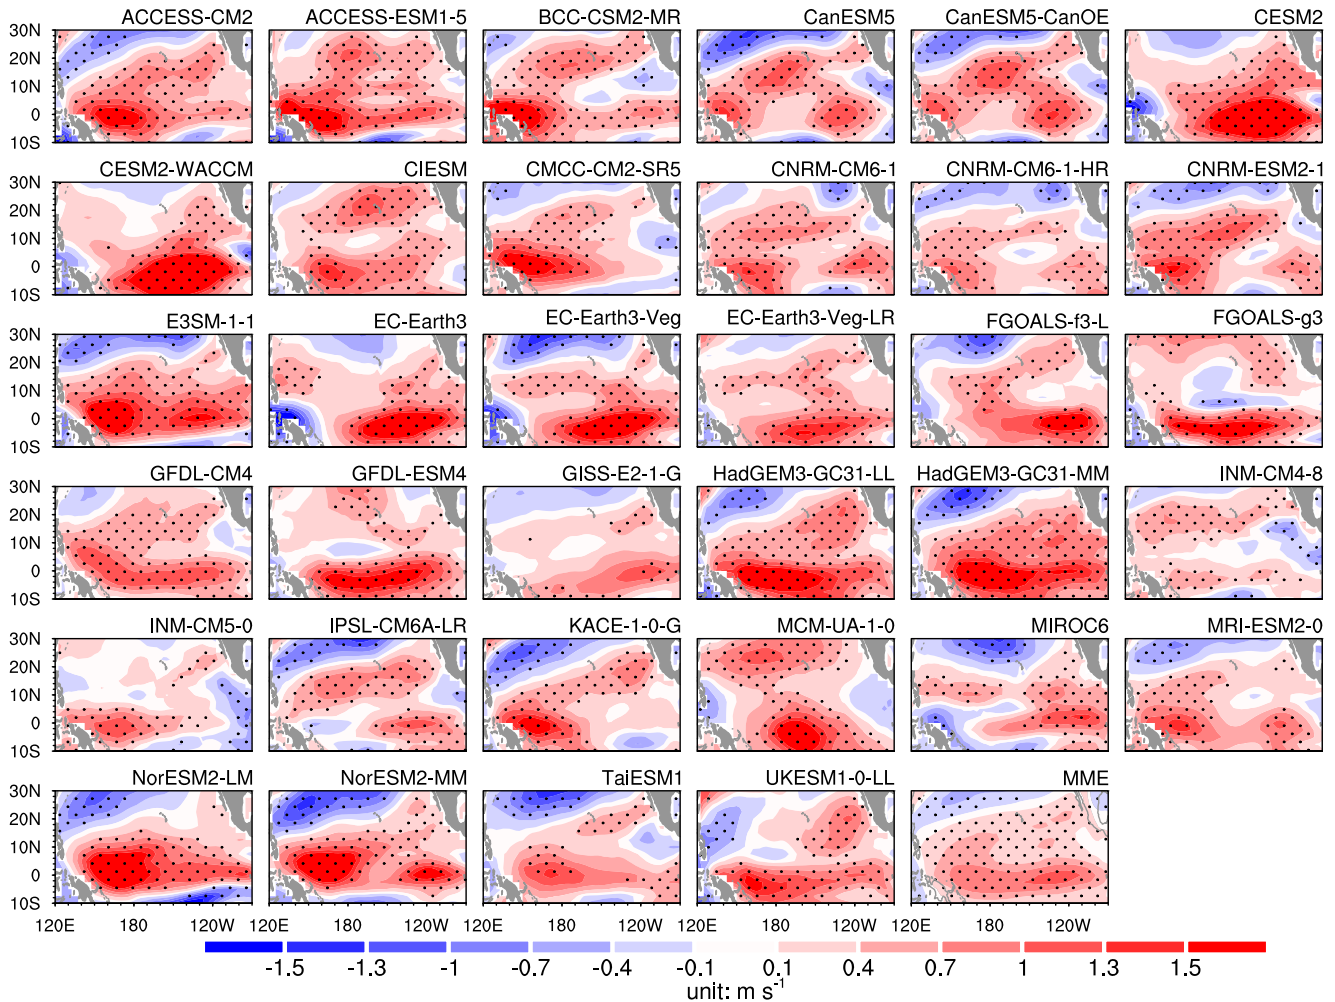 ACCESS-CM2 ACCESS-ESM1-5 BCC-CSM2-MR CanESM5 CanESM5-CanOE CESM2
30N
20N
10N
0
10S
CESM2-WACCM CIESM CMCC-CM2-SR5 CNRM-CM6-1 CNRM-CM6-1-HR CNRM-ESM2-1
30N
20N
10N
0
10S
E3SM-1-1 EC-Earth3 EC-Earth3-Veg EC-Earth3-Veg-LR FGOALS-f3-L FGOALS-g3
30N
20N
10N
0
10S
GFDL-CM4 GFDL-ESM4 GISS-E2-1-G HadGEM3-GC31-LL HadGEM3-GC31-MM INM-CM4-8
30N
20N
10N
0
10S
INM-CM5-0 IPSL-CM6A-LR KACE-1-0-G MCM-UA-1-0 MIROC6 MRI-ESM2-0
30N
20N
10N
0
10S
NorESM2-LM NorESM2-MM TaiESM1 UKESM1-0-LL MME
30N
20N
10N
0
10S
120E 180 120W 120E 180 120W 120E 180 120W 120E 180 120W 120E 180 120W
-1.5 -1.3 -1 -0.7 -0.4 -0.1 0.1 0.4 0.7 1 1.3 1.5
unit: m s⁻¹